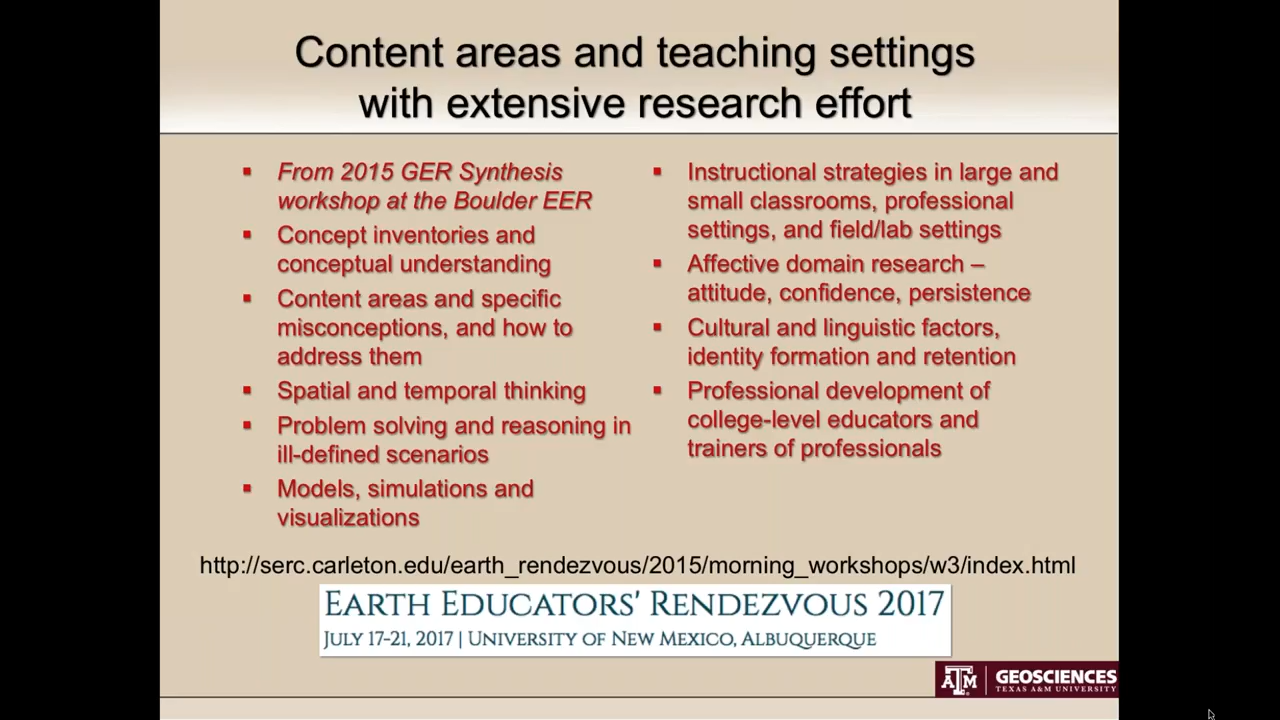 Content areas and teaching settings
with extensive research effort
▪ From 2015 GER Synthesis
workshop at the Boulder EER
▪ Concept inventories and
conceptual understanding
▪ Content areas and specific
misconceptions, and how to
address them
▪ Spatial and temporal thinking
▪ Problem solving and reasoning in
ill-defined scenarios
▪ Models, simulations and
visualizations
▪ Instructional strategies in large and
small classrooms, professional
settings, and field/lab settings
▪ Affective domain research –
attitude, confidence, persistence
▪ Cultural and linguistic factors,
identity formation and retention
▪ Professional development of
college-level educators and
trainers of professionals
http://serc.carleton.edu/earth_rendezvous/2015/morning_workshops/w3/index.html
EARTH EDUCATORS' RENDEZVOUS 2017
JULY 17-21, 2017 | UNIVERSITY OF NEW MEXICO, ALBUQUERQUE
ATM
GEOSCIENCES
TEXAS A&M UNIVERSITY